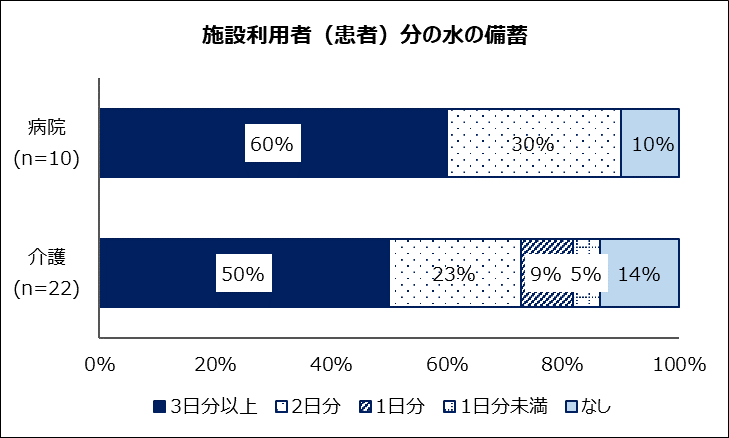 施設利用者（患者）分の水の備蓄
病院
(n=10)
60%
30%
10%
介護
(n=22)
50%
23%
9%
5%
14%
0% 20% 40% 60% 80% 100%
3日分以上 2日分 1日分 1日分未満 なし